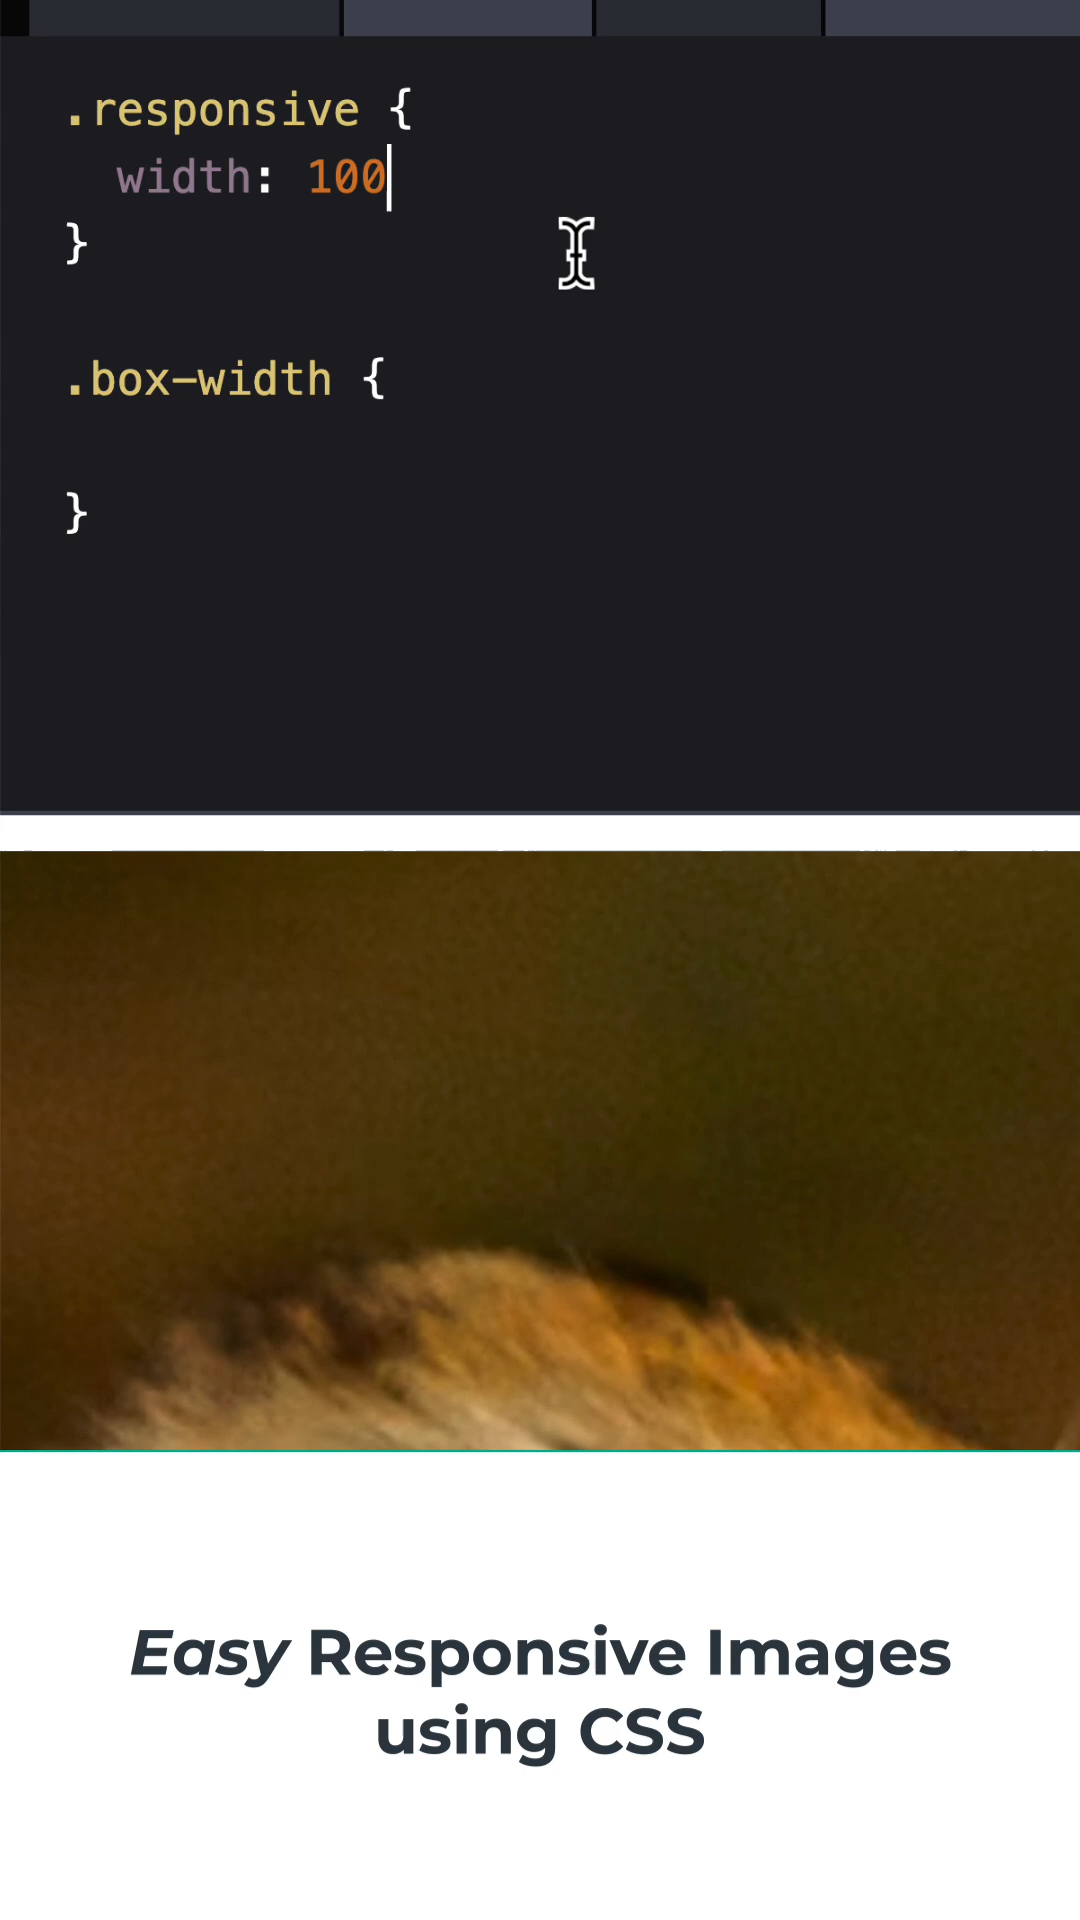 .responsive {
  width: 100
}
.box-width {
}
Easy Responsive Images
using CSS